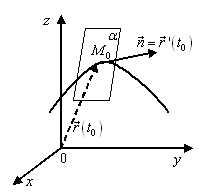 z
α
M₀
n⃗ = r⃗ '(t₀)
r⃗(t₀)
0
y
x